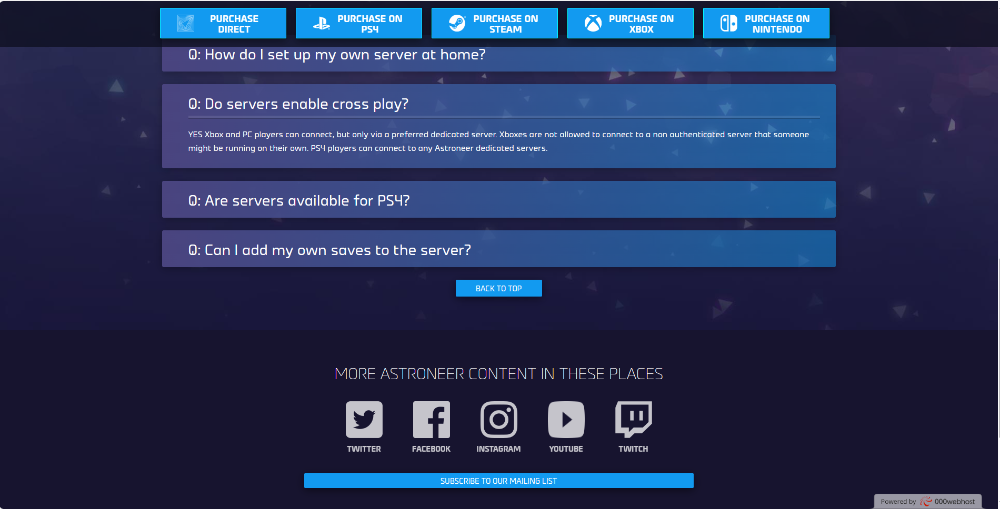 PURCHASE
DIRECT
PURCHASE ON
PS4
PURCHASE ON
STEAM
PURCHASE ON
XBOX
PURCHASE ON
NINTENDO
Q: How do I set up my own server at home?
Q: Do servers enable cross play?
YES Xbox and PC players can connect, but only via a preferred dedicated server. Xboxes are not allowed to connect to a non authenticated server that someone
might be running on their own. PS4 players can connect to any Astroneer dedicated servers.
Q: Are servers available for PS4?
Q: Can I add my own saves to the server?
BACK TO TOP
MORE ASTRONEER CONTENT IN THESE PLACES
TWITTER
FACEBOOK
INSTAGRAM
YOUTUBE
TWITCH
SUBSCRIBE TO OUR MAILING LIST
Powered by 000webhost